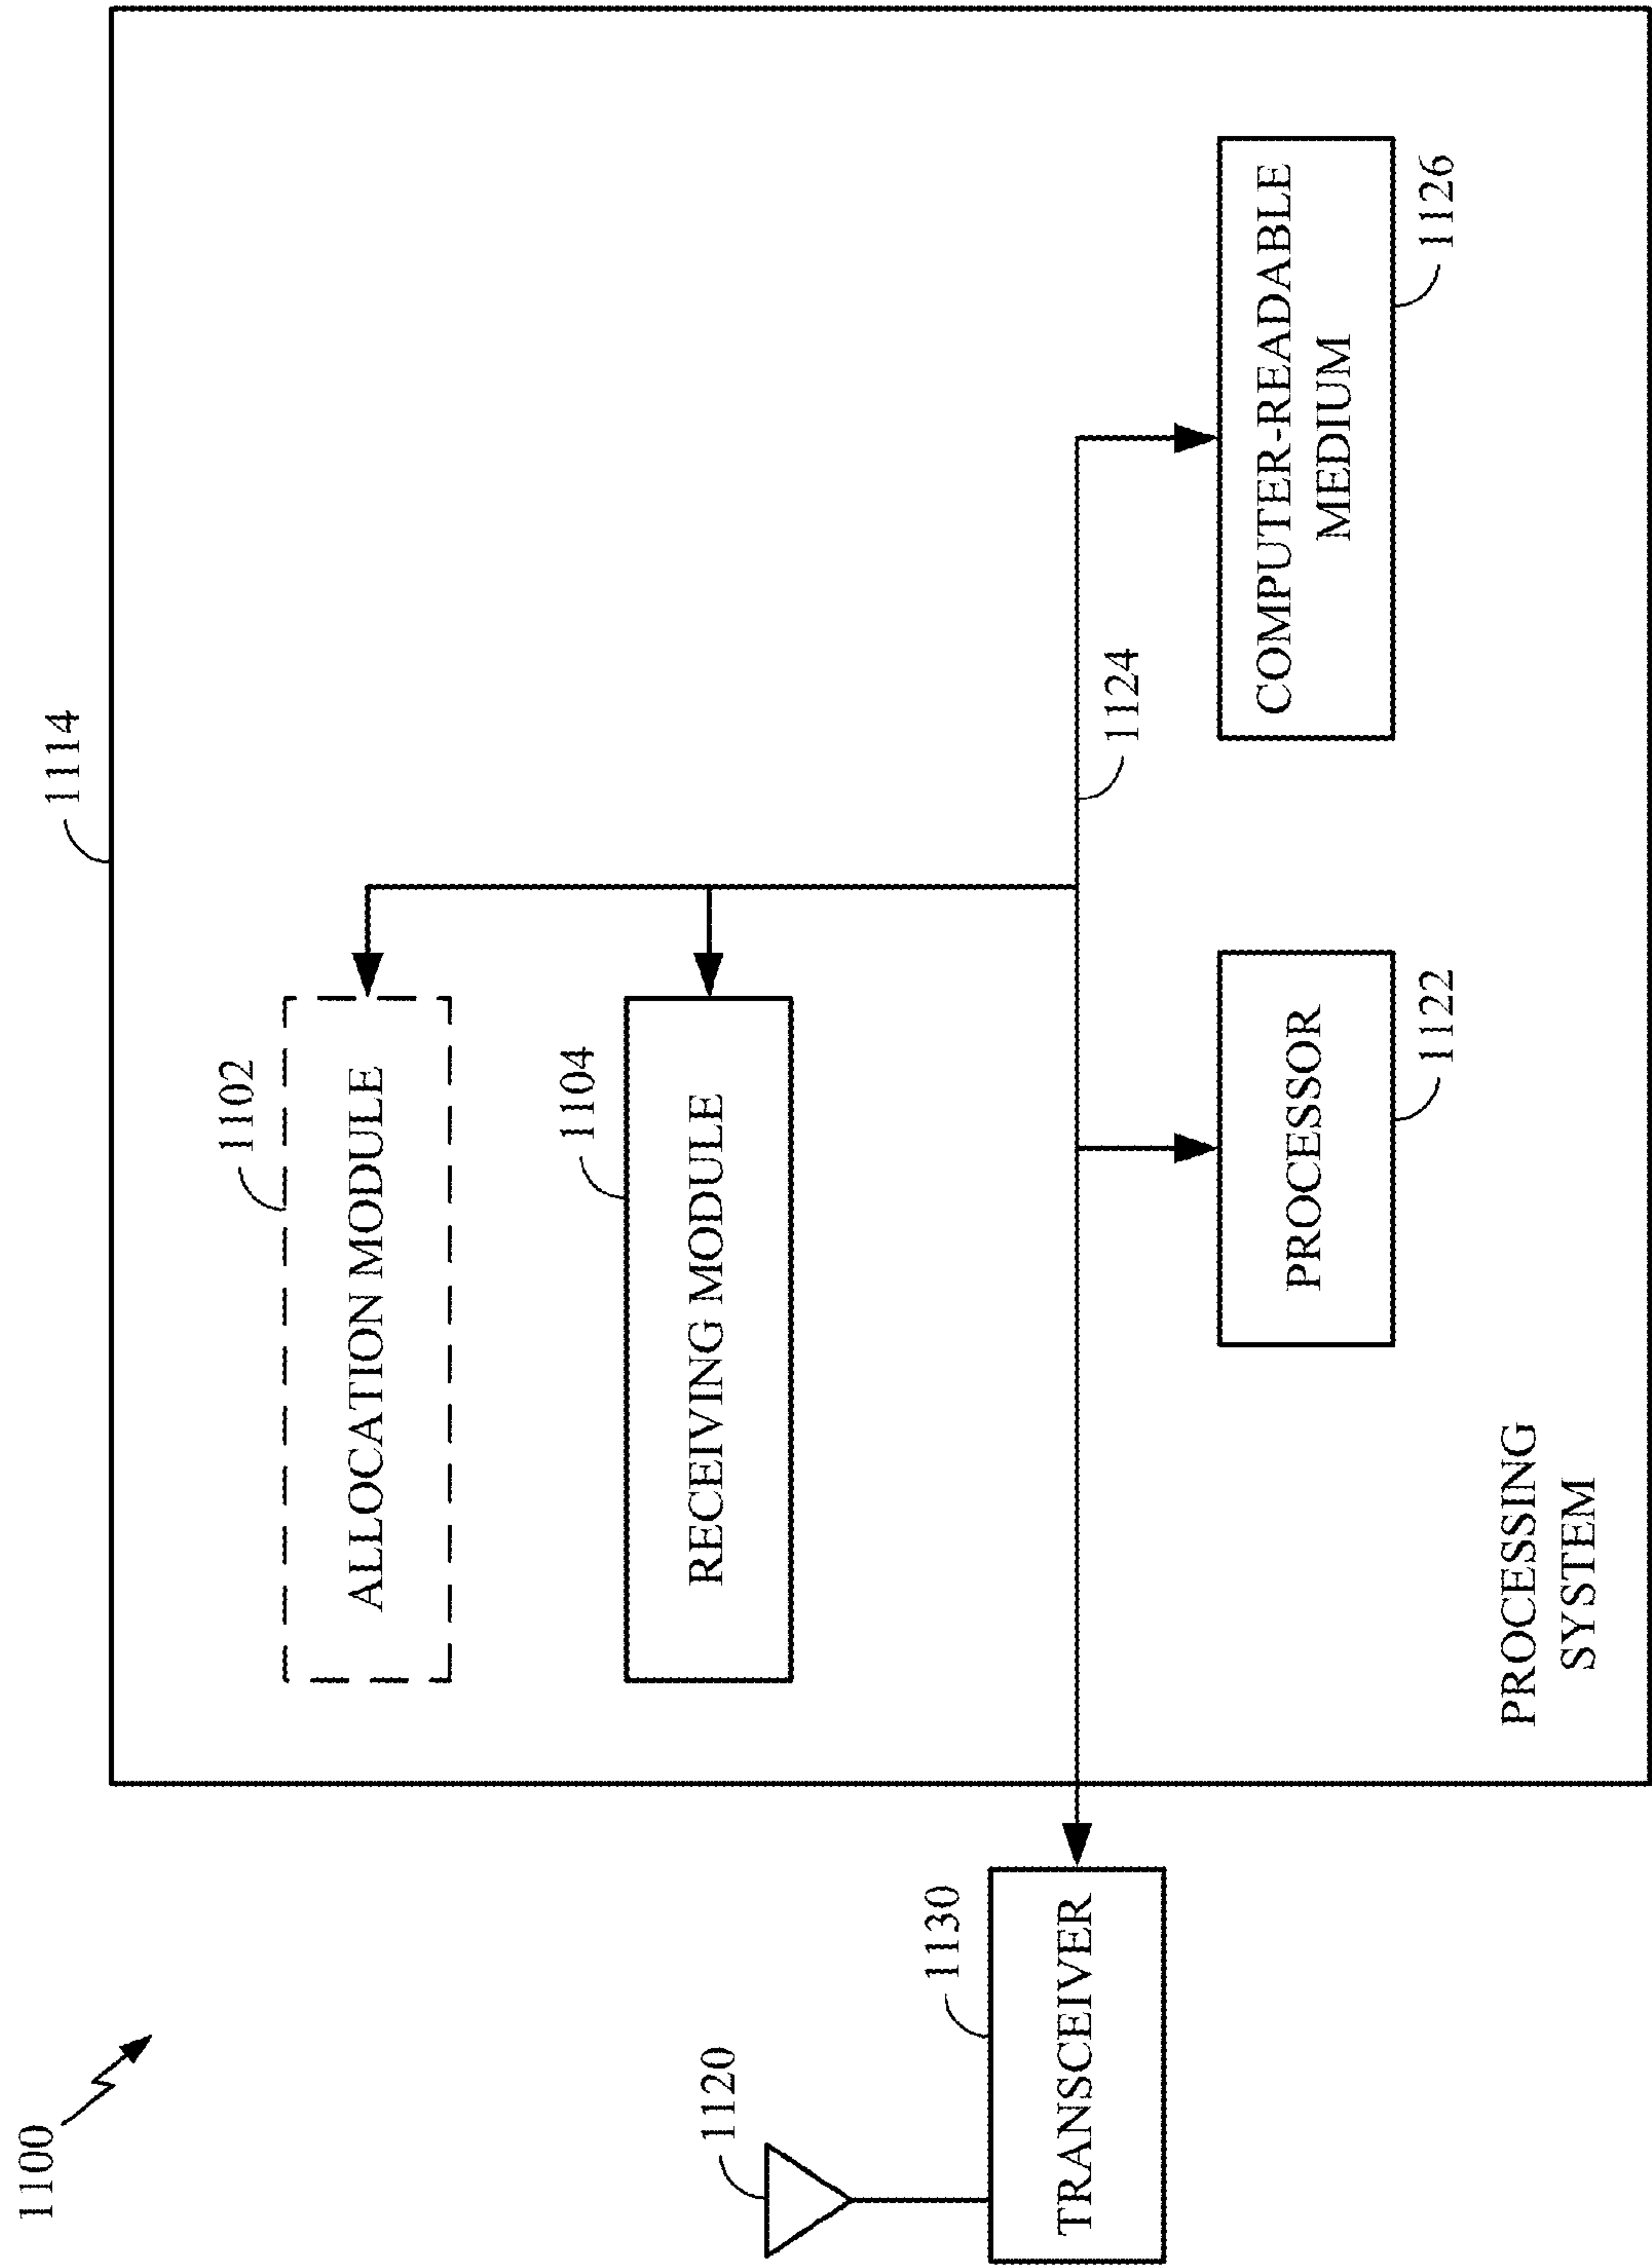 1100
1114
1102
ALLOCATION MODULE
1104
RECEIVING MODULE
1120
1130
TRANSCEIVER
1124
PROCESSOR
1122
COMPUTER-READABLE
MEDIUM
1126
PROCESSING
SYSTEM